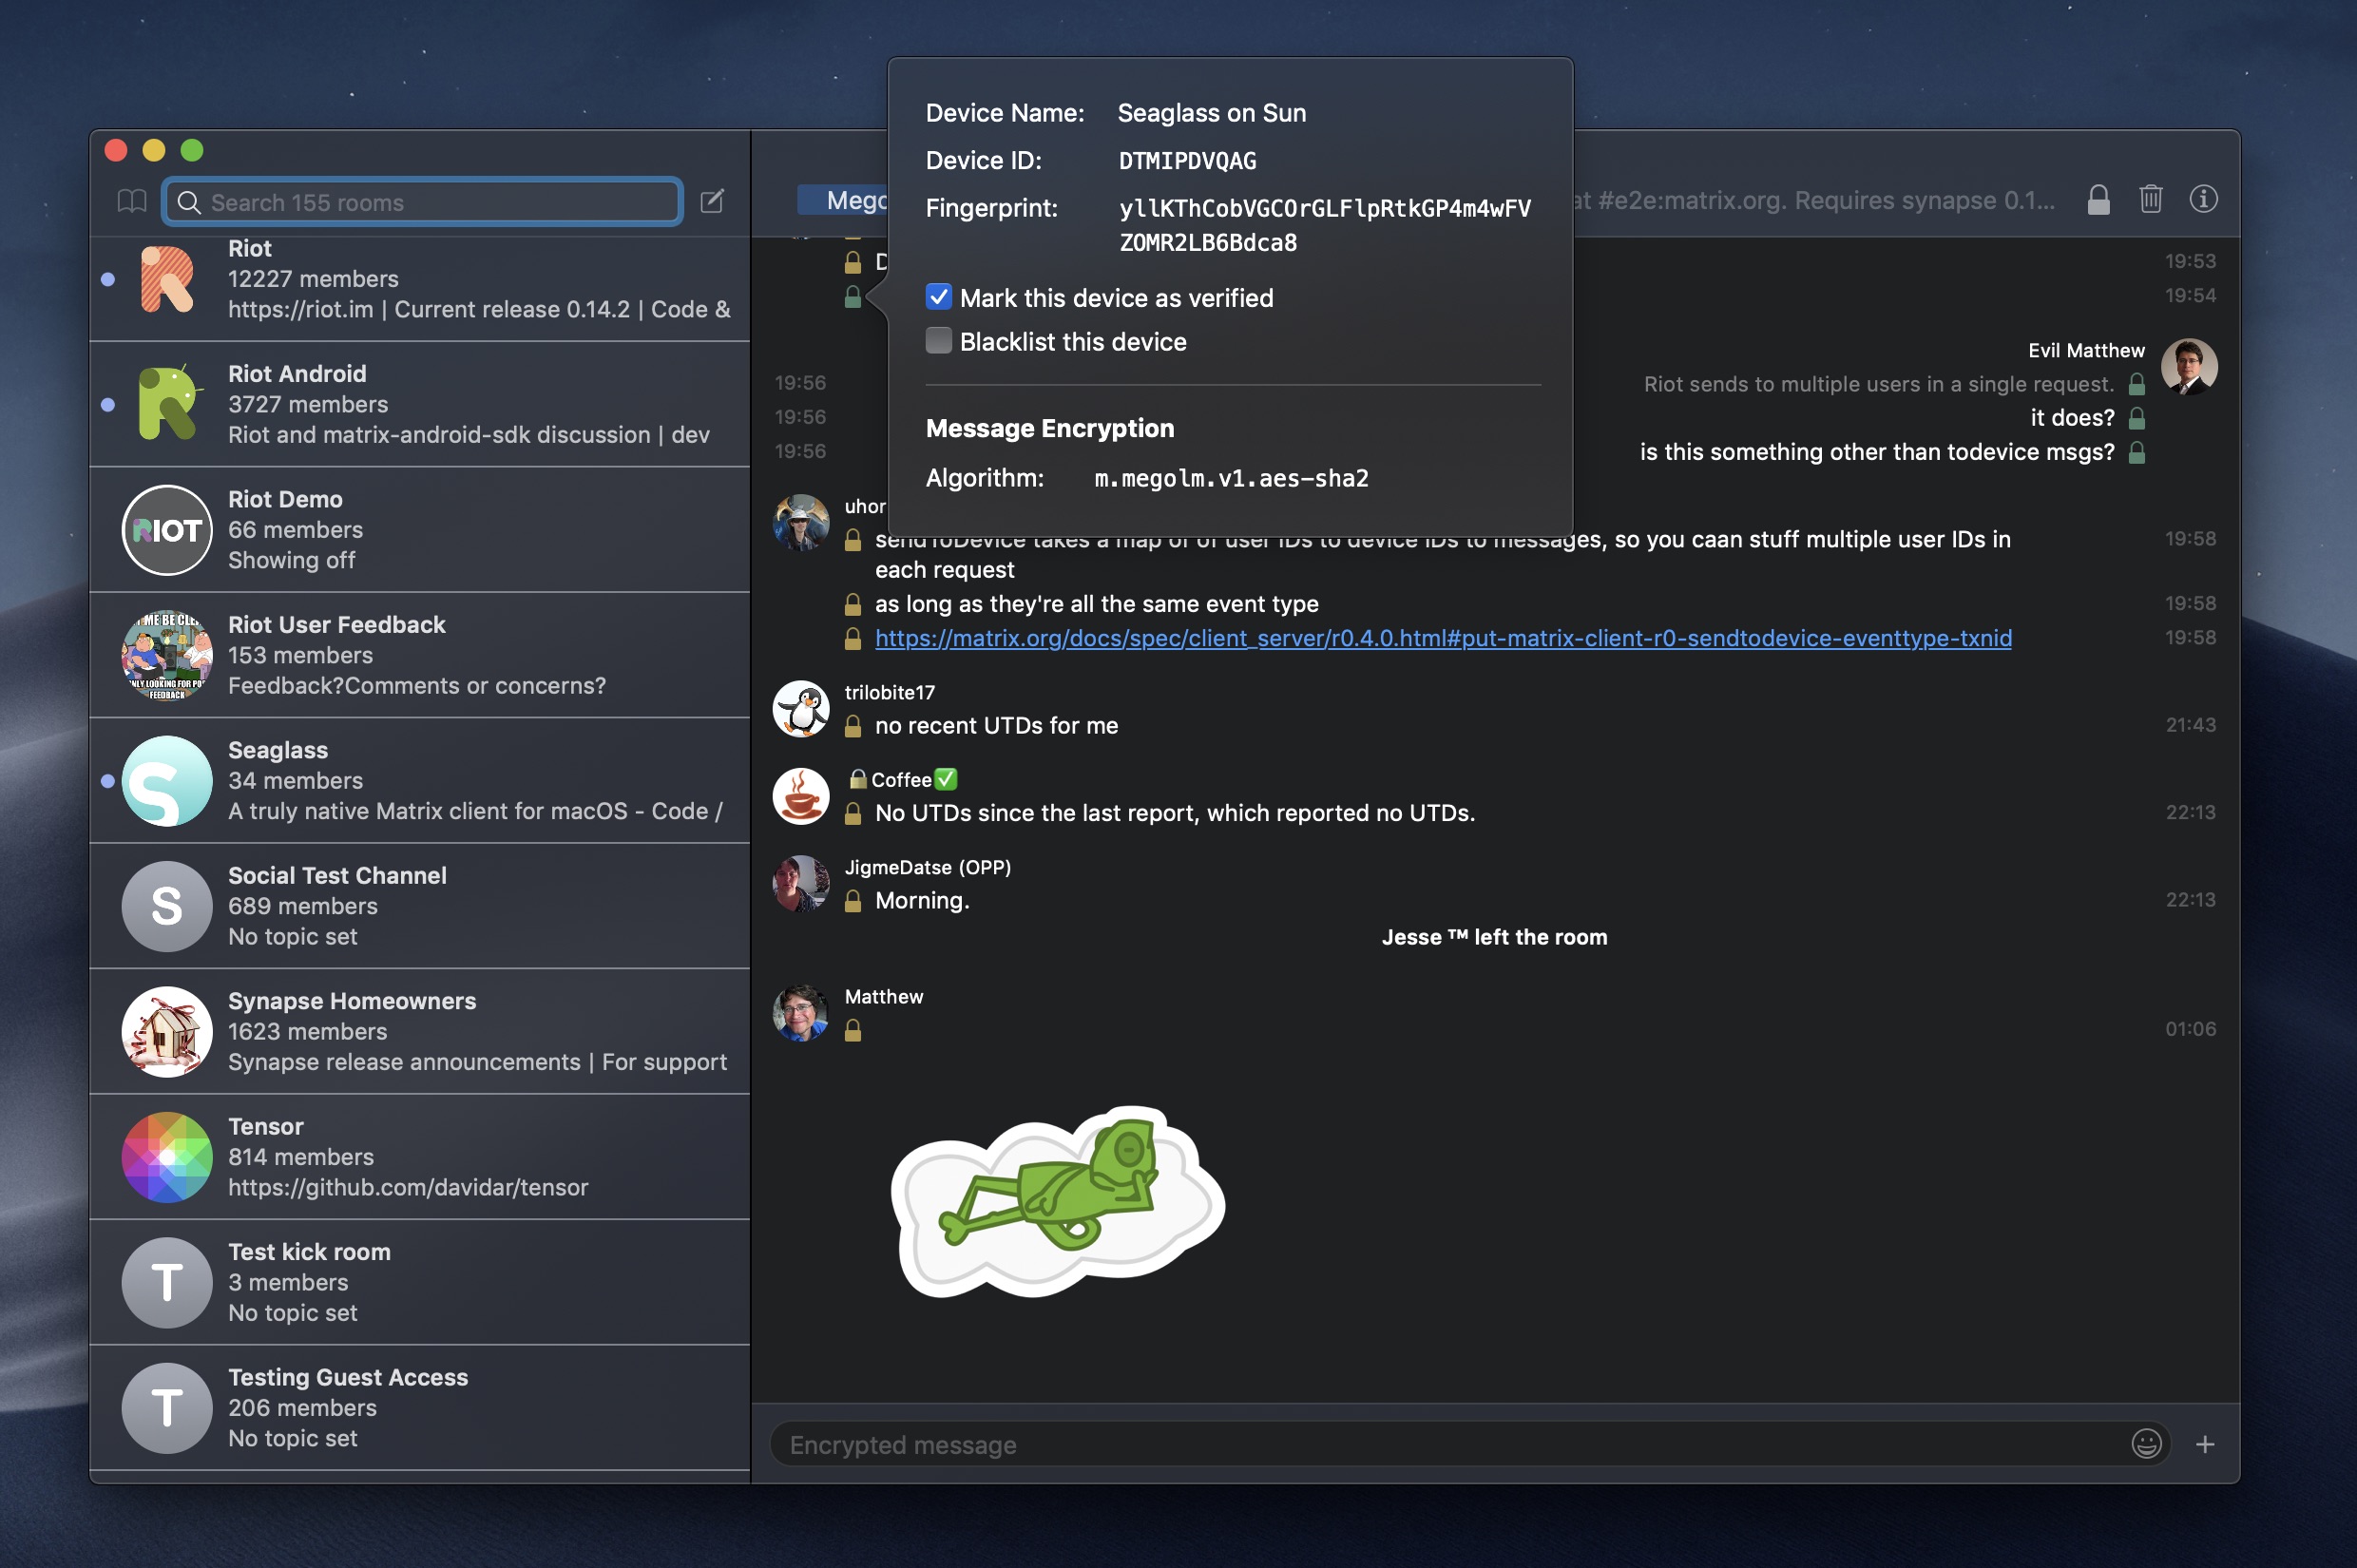 Search 155 rooms
Riot
12227 members
https://riot.im | Current release 0.14.2 | Code &
Riot Android
3727 members
Riot and matrix-android-sdk discussion | dev
RIOT
Riot Demo
66 members
Showing off
Riot User Feedback
153 members
Feedback?Comments or concerns?
S
Seaglass
34 members
A truly native Matrix client for macOS - Code /
S
Social Test Channel
689 members
No topic set
Synapse Homeowners
1623 members
Synapse release announcements | For support
Tensor
814 members
https://github.com/davidar/tensor
T
Test kick room
3 members
No topic set
T
Testing Guest Access
206 members
No topic set
at #e2e:matrix.org. Requires synapse 0.1...
Device Name: Seaglass on Sun
Device ID: DTMIPDVQAG
Fingerprint: yllKThCobVGCOrGLFlpRtkGP4m4wFV
ZOMR2LB6Bdca8
Mark this device as verified
Blacklist this device
Message Encryption
Algorithm: m.megolm.v1.aes-sha2
19:53
19:54
Evil Matthew
19:56 Riot sends to multiple users in a single request.
19:56 it does?
19:56 is this something other than todevice msgs?
sendToDevice takes a map of of user IDs to device IDs to messages, so you caan stuff multiple user IDs in 19:58
each request
as long as they're all the same event type 19:58
https://matrix.org/docs/spec/client_server/r0.4.0.html#put-matrix-client-r0-sendtodevice-eventtype-txnid 19:58
trilobite17
no recent UTDs for me 21:43
🔒Coffee✅
No UTDs since the last report, which reported no UTDs. 22:13
JigmeDatse (OPP)
Morning. 22:13
Jesse ™ left the room
Matthew
01:06
Encrypted message